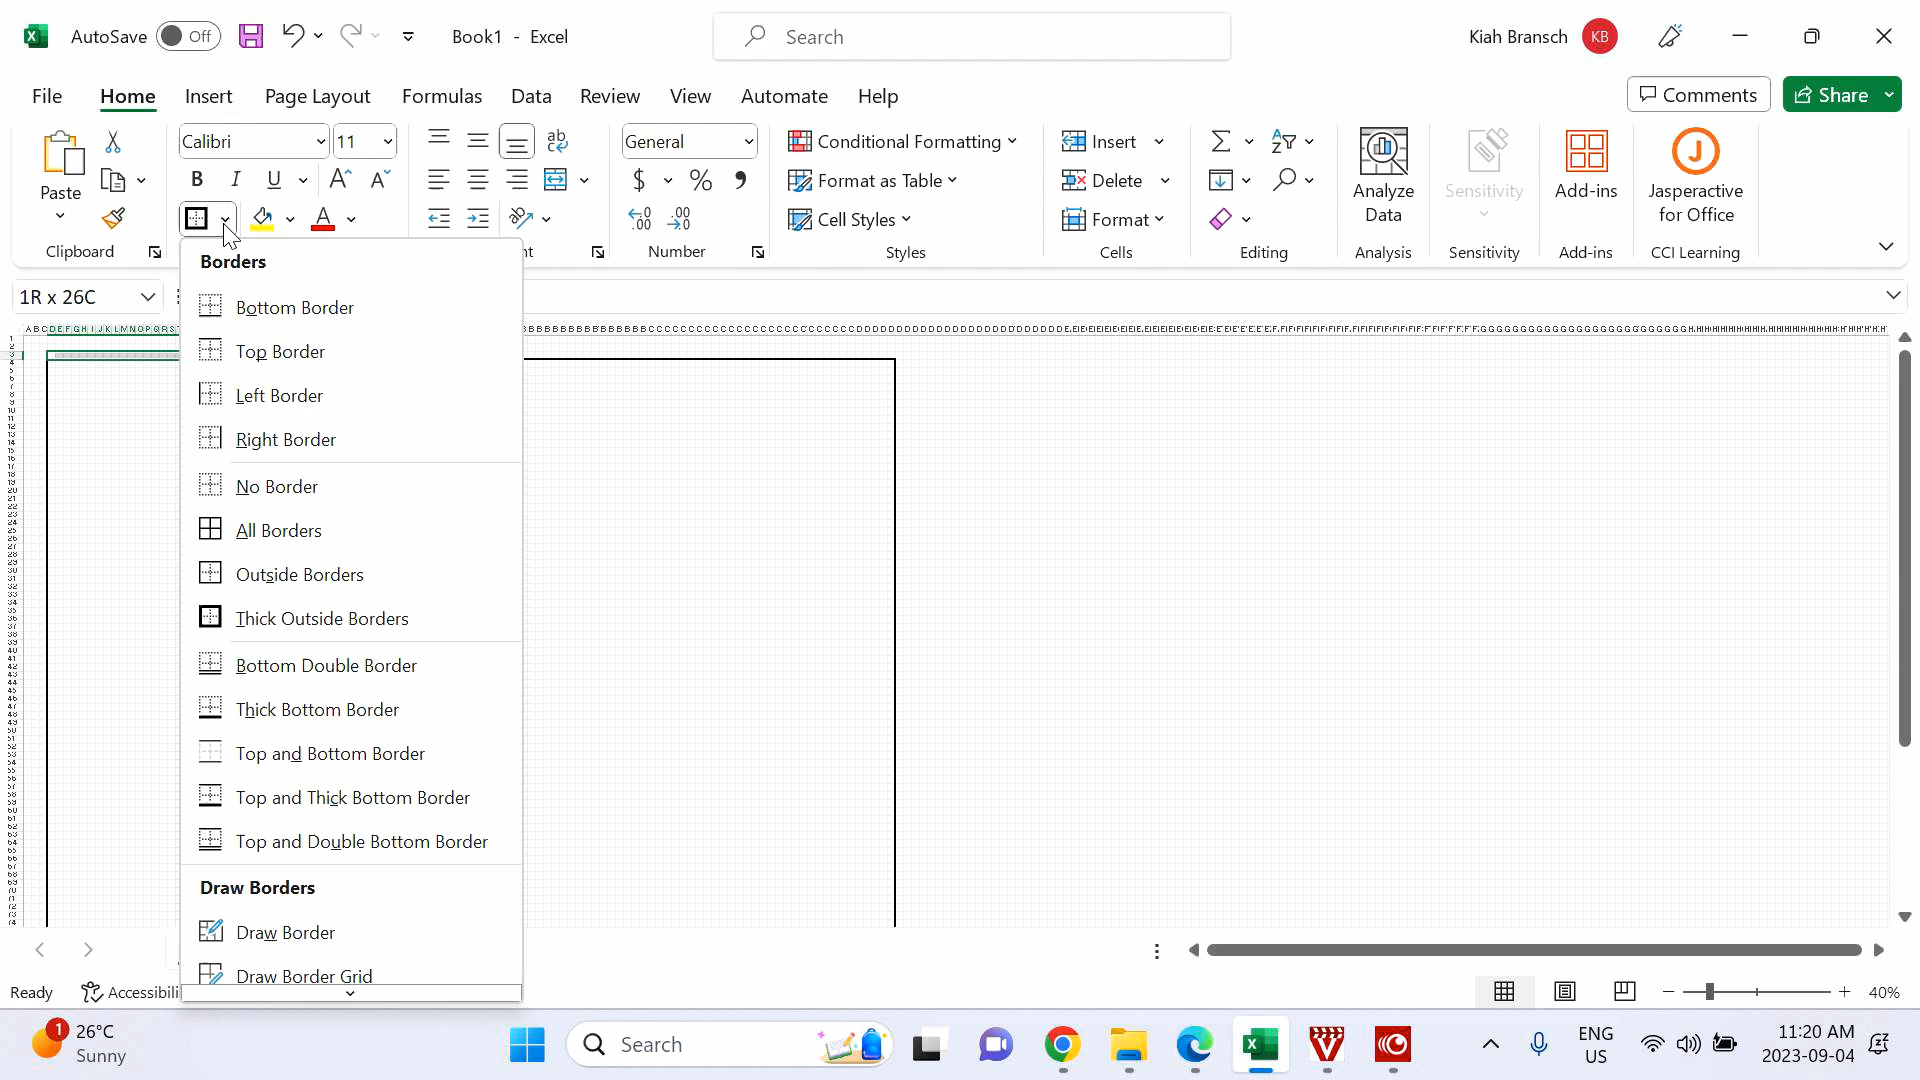 AutoSave Off Book1 - Excel Search Kiah Bransch KB
File Home Insert Page Layout Formulas Data Review View Automate Help Comments Share
Calibri 11 ab General Conditional Formatting Insert
Paste B I U A A $ % Format as Table Delete Analyze Data Sensitivity Add-ins Jasperactive for Office
A Cell Styles Format
Clipboard Number Styles Cells Editing Analysis Sensitivity Add-ins CCI Learning
Borders
1R x 26C
Bottom Border
Top Border
Left Border
Right Border
No Border
All Borders
Outside Borders
Thick Outside Borders
Bottom Double Border
Thick Bottom Border
Top and Bottom Border
Top and Thick Bottom Border
Top and Double Bottom Border
Draw Borders
Draw Border
Draw Border Grid
Ready Accessibili 40%
1 26°C
Sunny
Search
ENG
US
11:20 AM
2023-09-04